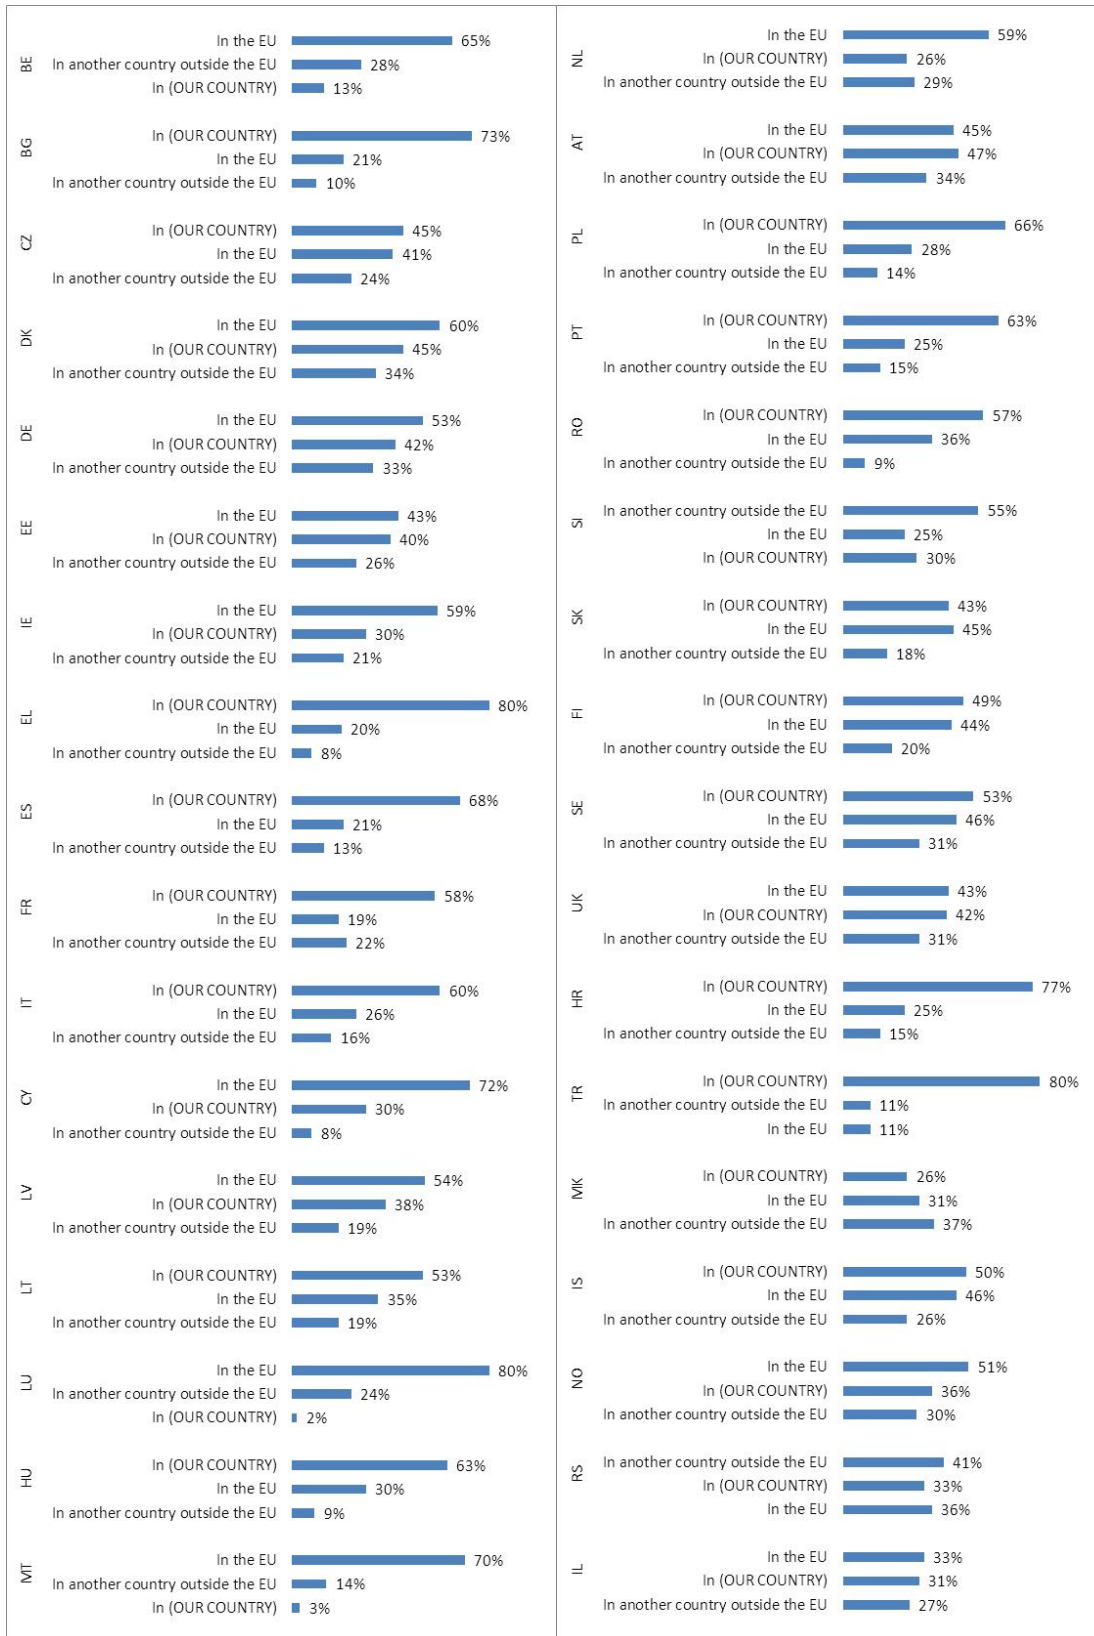 BE
In the EU 65%
In another country outside the EU 28%
In (OUR COUNTRY) 13%
BG
In (OUR COUNTRY) 73%
In the EU 21%
In another country outside the EU 10%
CZ
In (OUR COUNTRY) 45%
In the EU 41%
In another country outside the EU 24%
DK
In the EU 60%
In (OUR COUNTRY) 45%
In another country outside the EU 34%
DE
In the EU 53%
In (OUR COUNTRY) 42%
In another country outside the EU 33%
EE
In the EU 43%
In (OUR COUNTRY) 40%
In another country outside the EU 26%
IE
In the EU 59%
In (OUR COUNTRY) 30%
In another country outside the EU 21%
EL
In (OUR COUNTRY) 80%
In the EU 20%
In another country outside the EU 8%
ES
In (OUR COUNTRY) 68%
In the EU 21%
In another country outside the EU 13%
FR
In (OUR COUNTRY) 58%
In the EU 19%
In another country outside the EU 22%
IT
In (OUR COUNTRY) 60%
In the EU 26%
In another country outside the EU 16%
CY
In the EU 72%
In (OUR COUNTRY) 30%
In another country outside the EU 8%
LV
In the EU 54%
In (OUR COUNTRY) 38%
In another country outside the EU 19%
LT
In (OUR COUNTRY) 53%
In the EU 35%
In another country outside the EU 19%
LU
In the EU 80%
In another country outside the EU 24%
In (OUR COUNTRY) 2%
HU
In (OUR COUNTRY) 63%
In the EU 30%
In another country outside the EU 9%
MT
In the EU 70%
In another country outside the EU 14%
In (OUR COUNTRY) 3%
NL
In the EU 59%
In (OUR COUNTRY) 26%
In another country outside the EU 29%
AT
In the EU 45%
In (OUR COUNTRY) 47%
In another country outside the EU 34%
PL
In (OUR COUNTRY) 66%
In the EU 28%
In another country outside the EU 14%
PT
In (OUR COUNTRY) 63%
In the EU 25%
In another country outside the EU 15%
RO
In (OUR COUNTRY) 57%
In the EU 36%
In another country outside the EU 9%
SI
In another country outside the EU 55%
In the EU 25%
In (OUR COUNTRY) 30%
SK
In (OUR COUNTRY) 43%
In the EU 45%
In another country outside the EU 18%
FI
In (OUR COUNTRY) 49%
In the EU 44%
In another country outside the EU 20%
SE
In (OUR COUNTRY) 53%
In the EU 46%
In another country outside the EU 31%
UK
In the EU 43%
In (OUR COUNTRY) 42%
In another country outside the EU 31%
HR
In (OUR COUNTRY) 77%
In the EU 25%
In another country outside the EU 15%
TR
In (OUR COUNTRY) 80%
In another country outside the EU 11%
In the EU 11%
MK
In (OUR COUNTRY) 26%
In the EU 31%
In another country outside the EU 37%
IS
In (OUR COUNTRY) 50%
In the EU 46%
In another country outside the EU 26%
NO
In the EU 51%
In (OUR COUNTRY) 36%
In another country outside the EU 30%
RS
In another country outside the EU 41%
In (OUR COUNTRY) 33%
In the EU 36%
IL
In the EU 33%
In (OUR COUNTRY) 31%
In another country outside the EU 27%